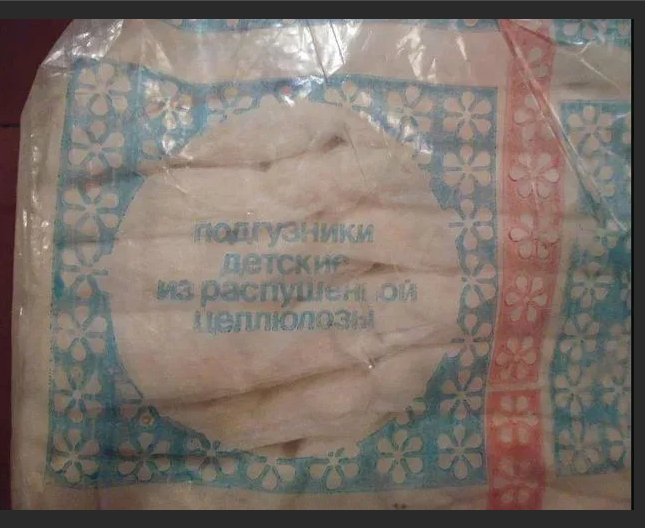 подгузники
детские
из распушенной
целлюлозы